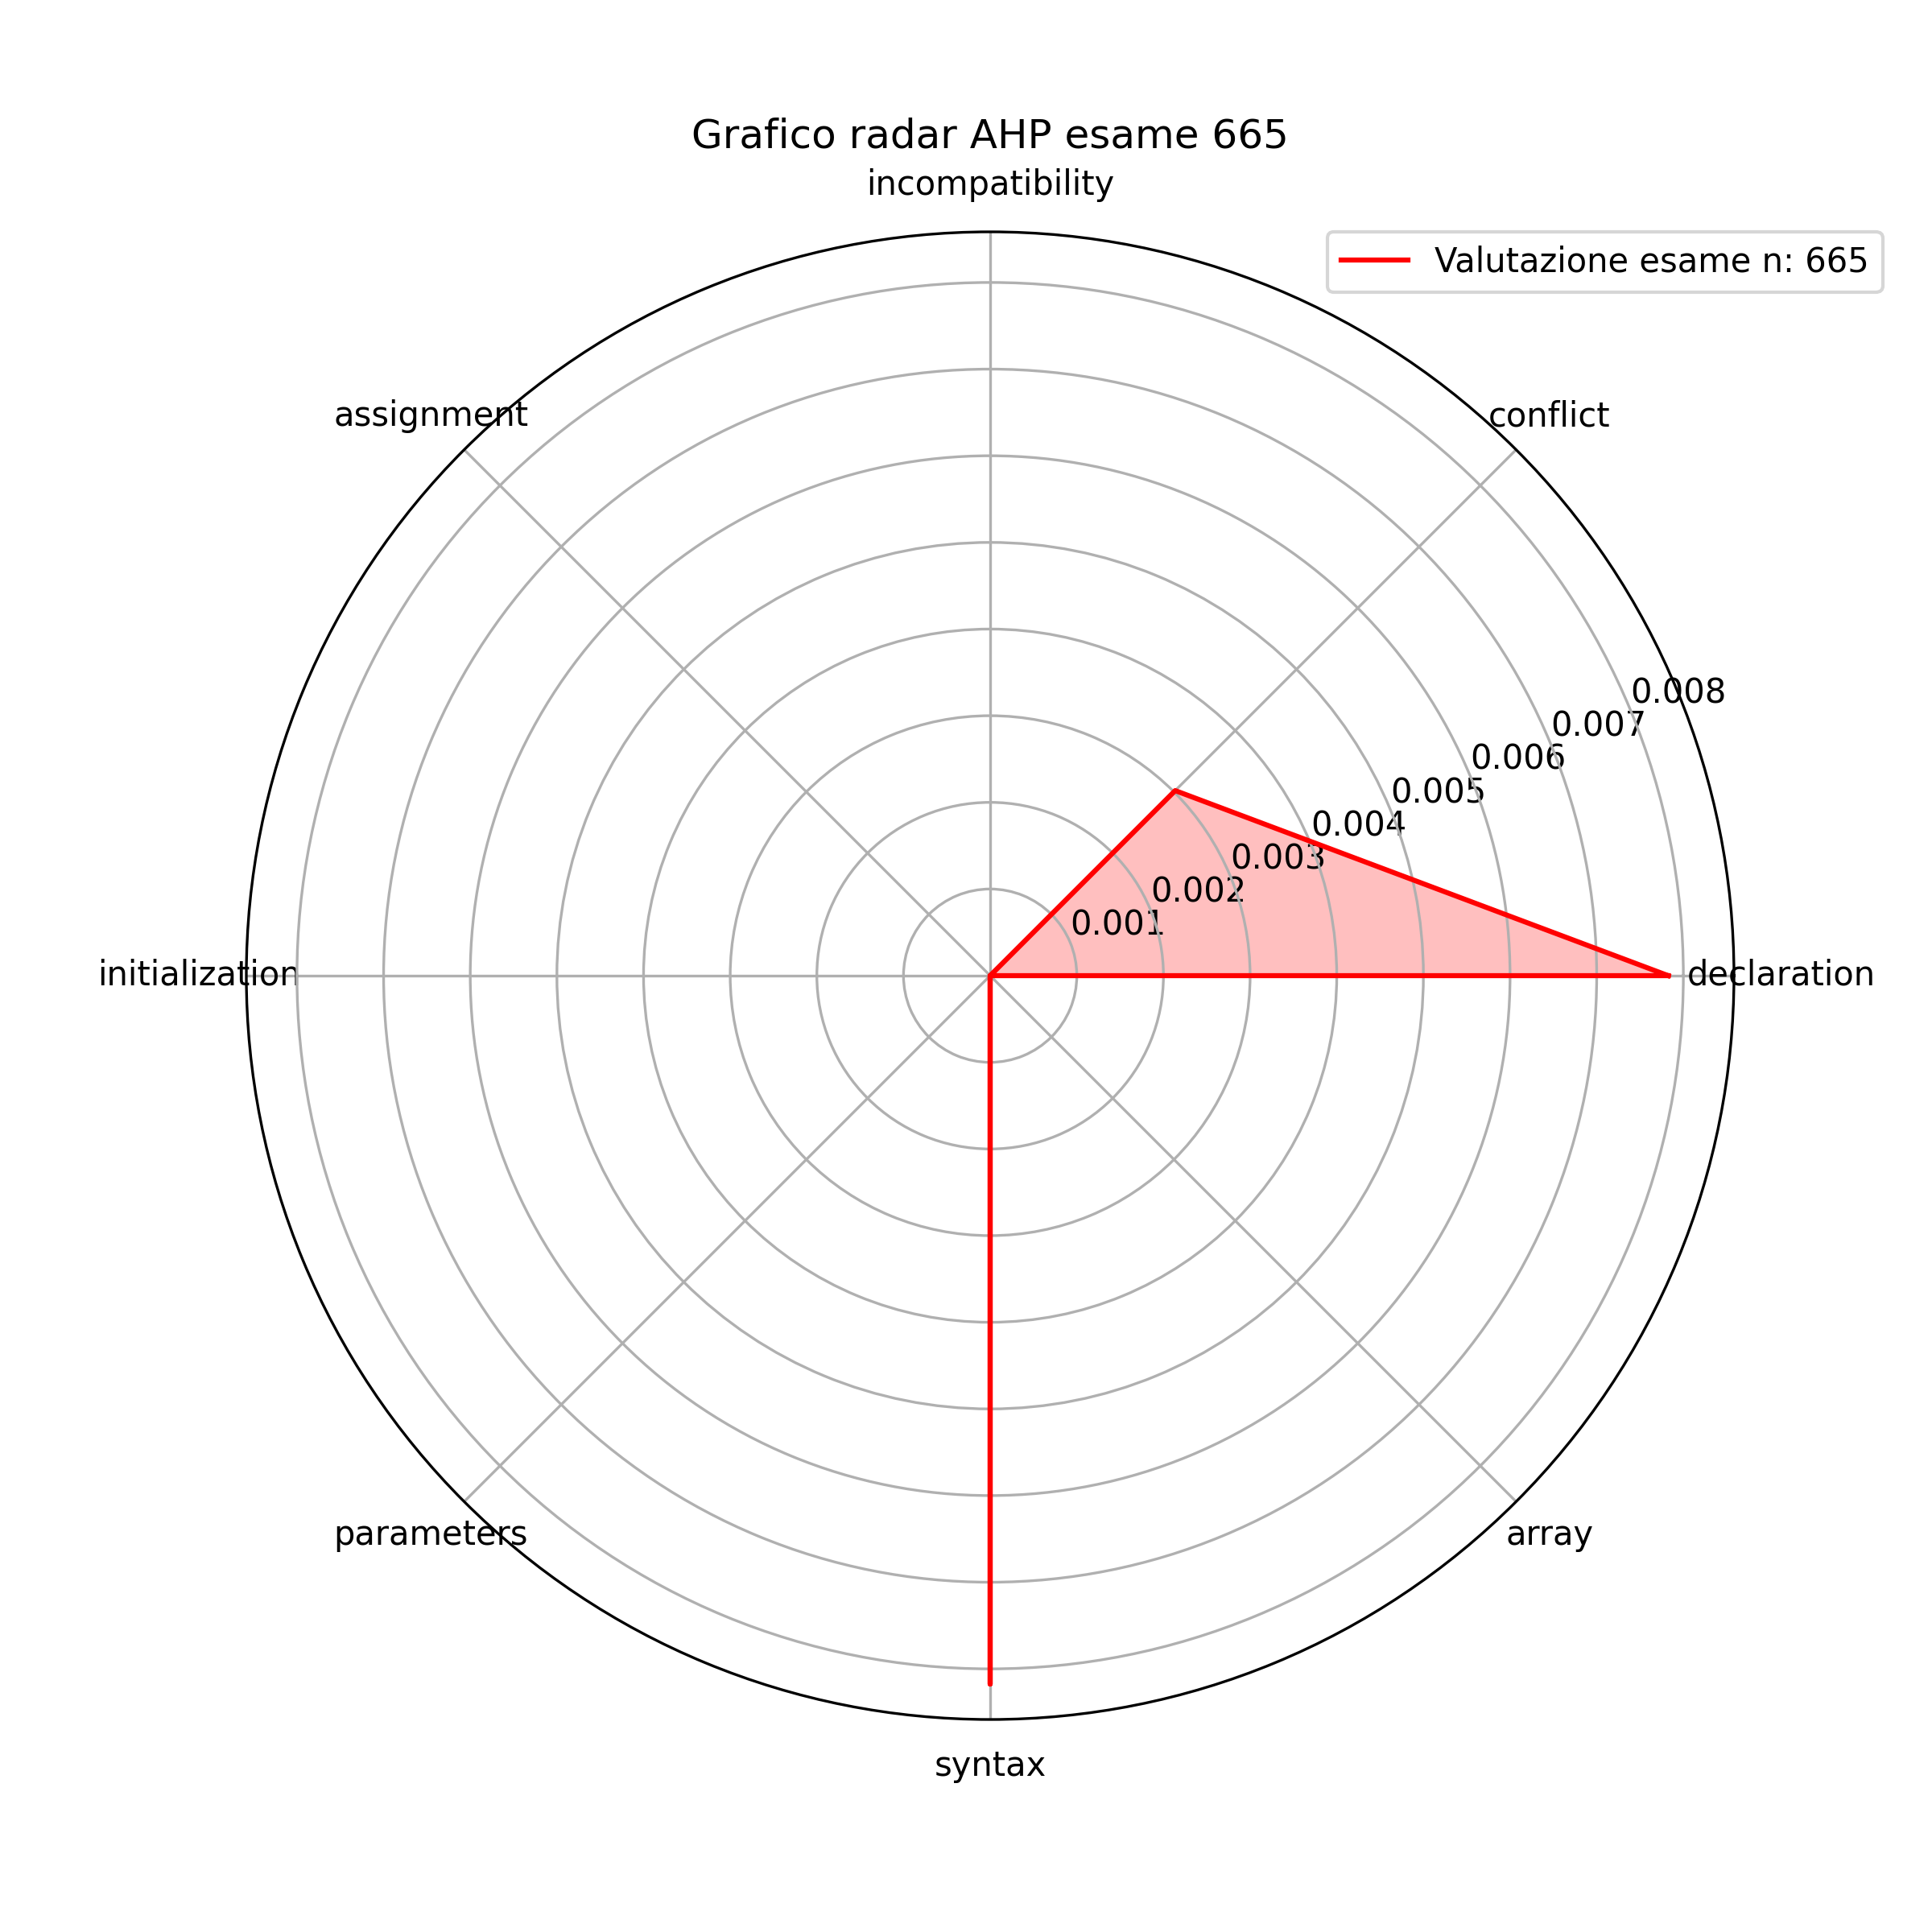 Grafico radar AHP esame 665
incompatibility
Valutazione esame n: 665
assignment
conflict
0.008
0.007
0.006
0.005
0.004
0.003
0.002
0.001
initialization
declaration
parameters
array
syntax